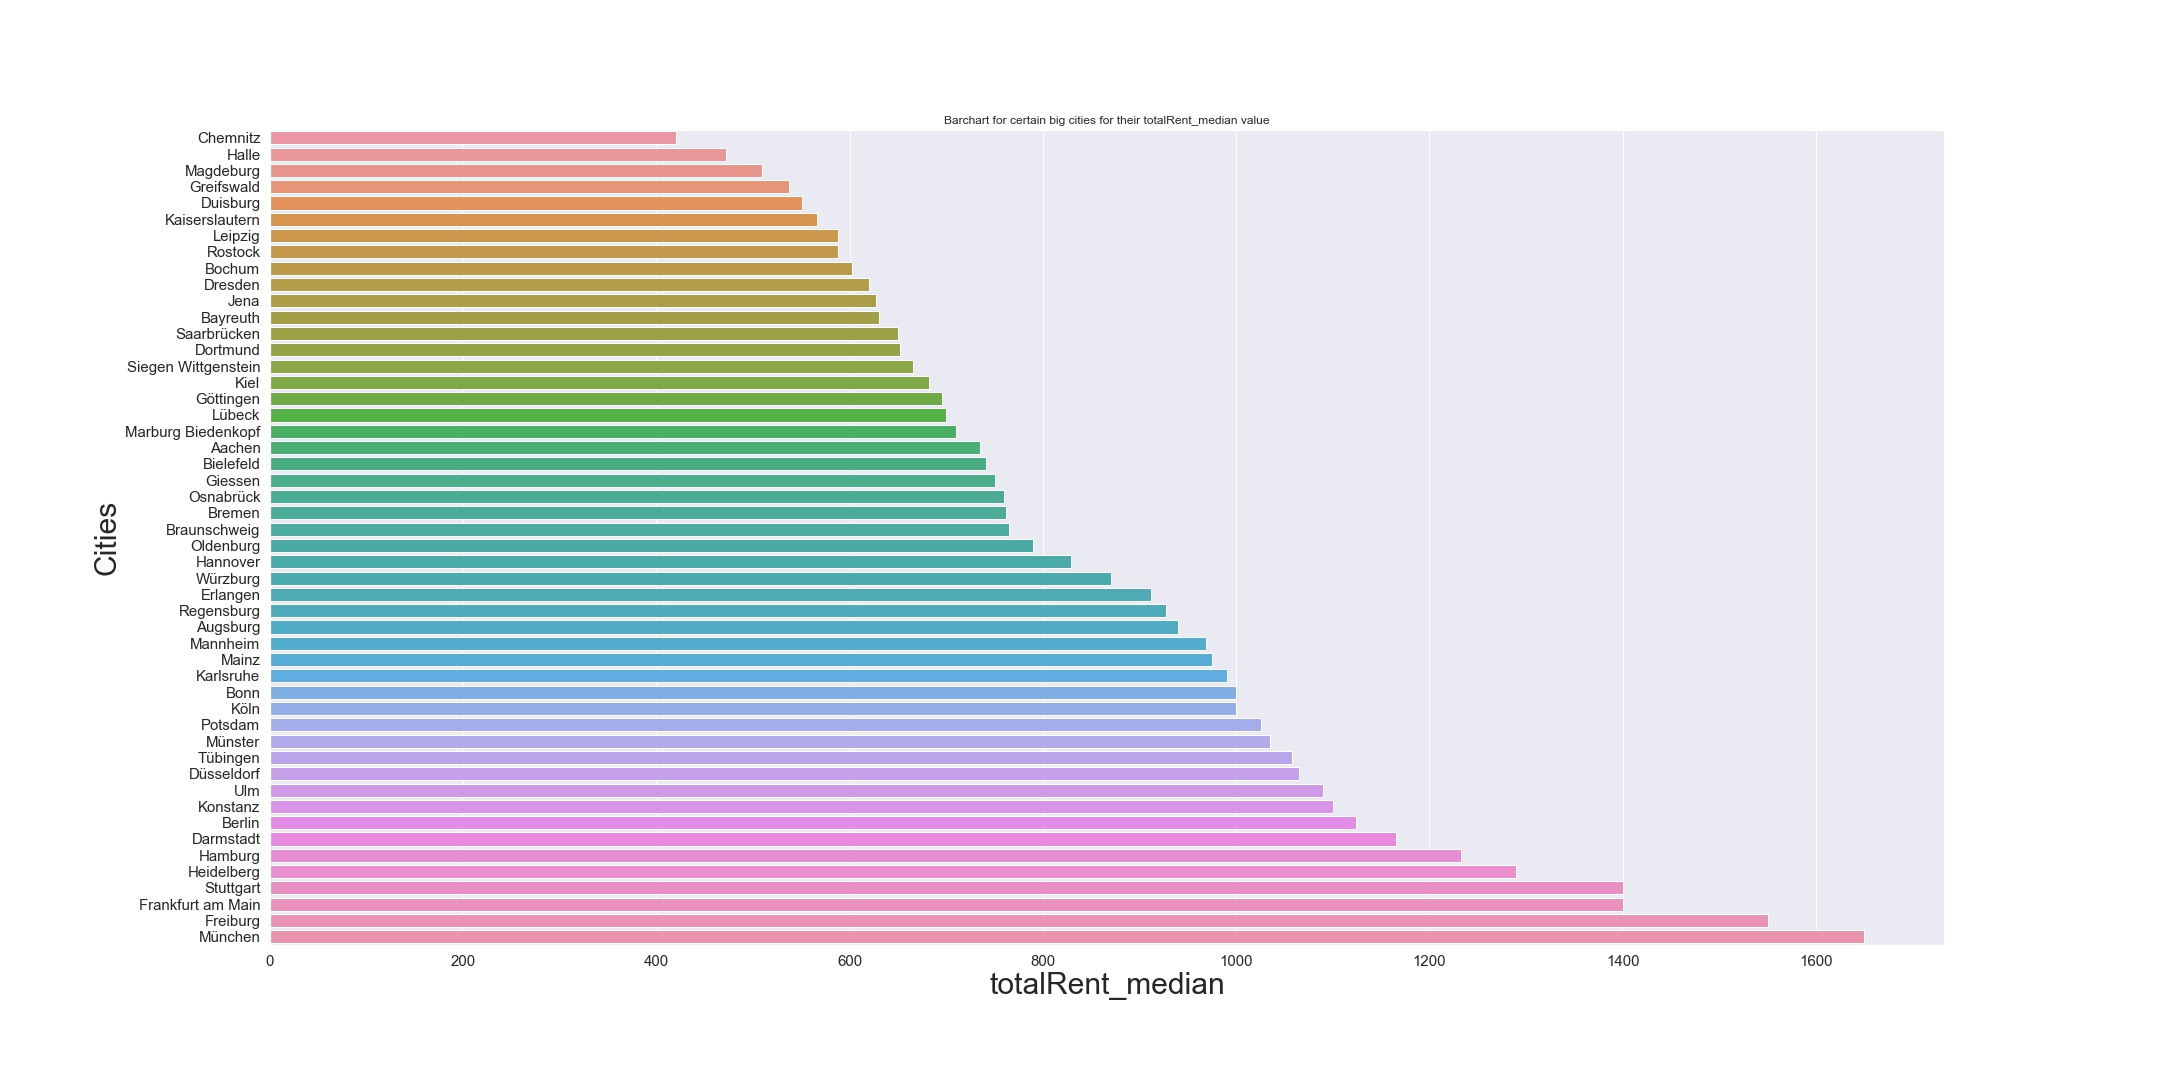 Barchart for certain big cities for their totalRent_median value
Chemnitz
Halle
Magdeburg
Greifswald
Duisburg
Kaiserslautern
Leipzig
Rostock
Bochum
Dresden
Jena
Bayreuth
Saarbrücken
Dortmund
Siegen Wittgenstein
Kiel
Göttingen
Lübeck
Marburg Biedenkopf
Aachen
Bielefeld
Giessen
Osnabrück
Bremen
Braunschweig
Oldenburg
Hannover
Würzburg
Erlangen
Regensburg
Augsburg
Mannheim
Mainz
Karlsruhe
Bonn
Köln
Potsdam
Münster
Tübingen
Düsseldorf
Ulm
Konstanz
Berlin
Darmstadt
Hamburg
Heidelberg
Stuttgart
Frankfurt am Main
Freiburg
München
Cities
0 200 400 600 800 1000 1200 1400 1600
totalRent_median